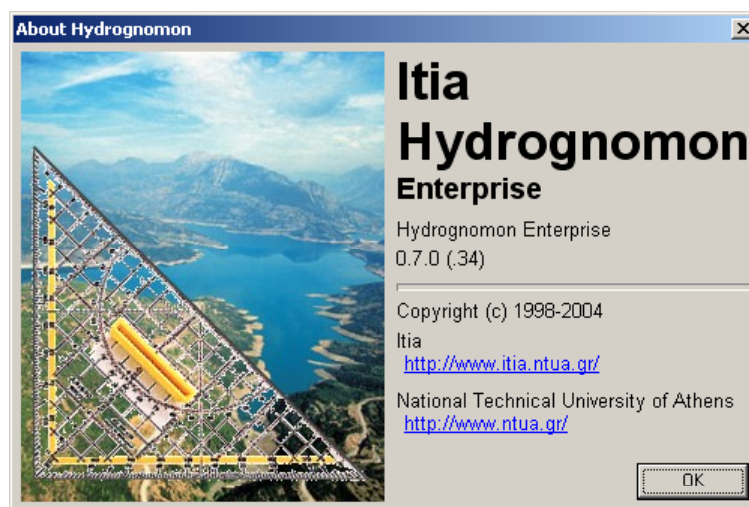 About Hydrognomon
Itia
Hydrognomon
Enterprise
Hydrognomon Enterprise
0.7.0 (.34)
Copyright (c) 1998-2004
Itia
http://www.itia.ntua.gr/
National Technical University of Athens
http://www.ntua.gr/
OK